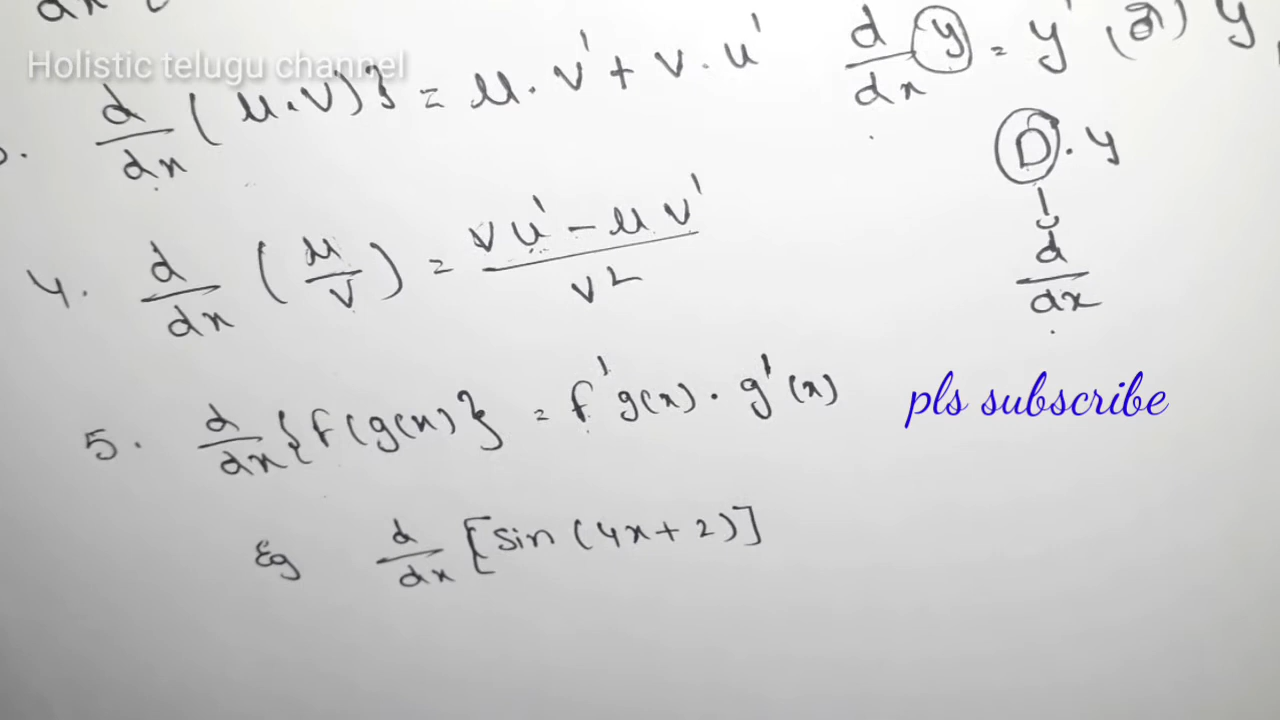 Holistic telugu channel
d/dx (u.v)} = u.v' + v.u'
d/dx y = y' (or) y
D.y
d/dx
4. d/dx (u/v) = vu' - uv' / v²
5. d/dx {f(g(x)} = f'g(x) . g'(x)
pls subscribe
Eg d/dx [sin (4x+2)]